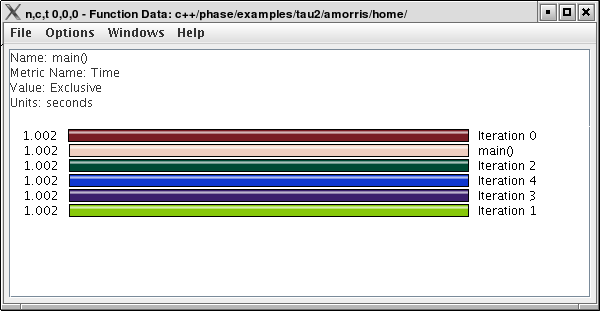 n,c,t 0,0,0 - Function Data: c++/phase/examples/tau2/amorris/home/
File Options Windows Help
Name: main()
Metric Name: Time
Value: Exclusive
Units: seconds
1.002 Iteration 0
1.002 main()
1.002 Iteration 2
1.002 Iteration 4
1.002 Iteration 3
1.002 Iteration 1